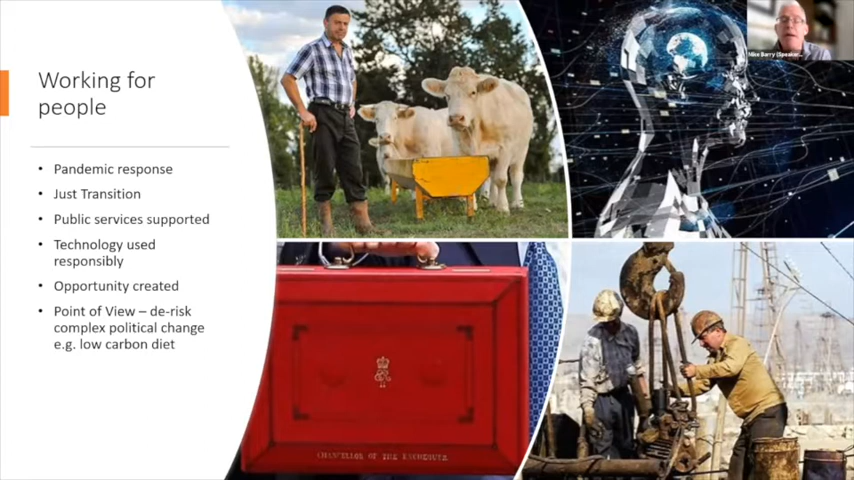 Working for
people
• Pandemic response
• Just Transition
• Public services supported
• Technology used
responsibly
• Opportunity created
• Point of View – de-risk
complex political change
e.g. low carbon diet
CHANCELLOR OF THE EXCHEQUER
Mike Barry (Speaker...